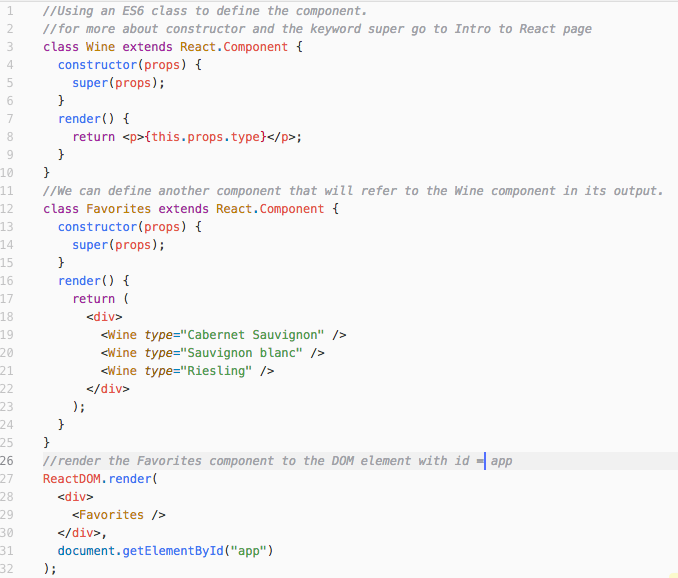 1 //Using an ES6 class to define the component.
2 //for more about constructor and the keyword super go to Intro to React page
3 class Wine extends React.Component {
4   constructor(props) {
5     super(props);
6   }
7   render() {
8     return <p>{this.props.type}</p>;
9   }
10 }
11 //We can define another component that will refer to the Wine component in its output.
12 class Favorites extends React.Component {
13   constructor(props) {
14     super(props);
15   }
16   render() {
17     return (
18       <div>
19         <Wine type="Cabernet Sauvignon" />
20         <Wine type="Sauvignon blanc" />
21         <Wine type="Riesling" />
22       </div>
23     );
24   }
25 }
26 //render the Favorites component to the DOM element with id = app
27 ReactDOM.render(
28   <div>
29     <Favorites />
30   </div>,
31   document.getElementById("app")
32 );